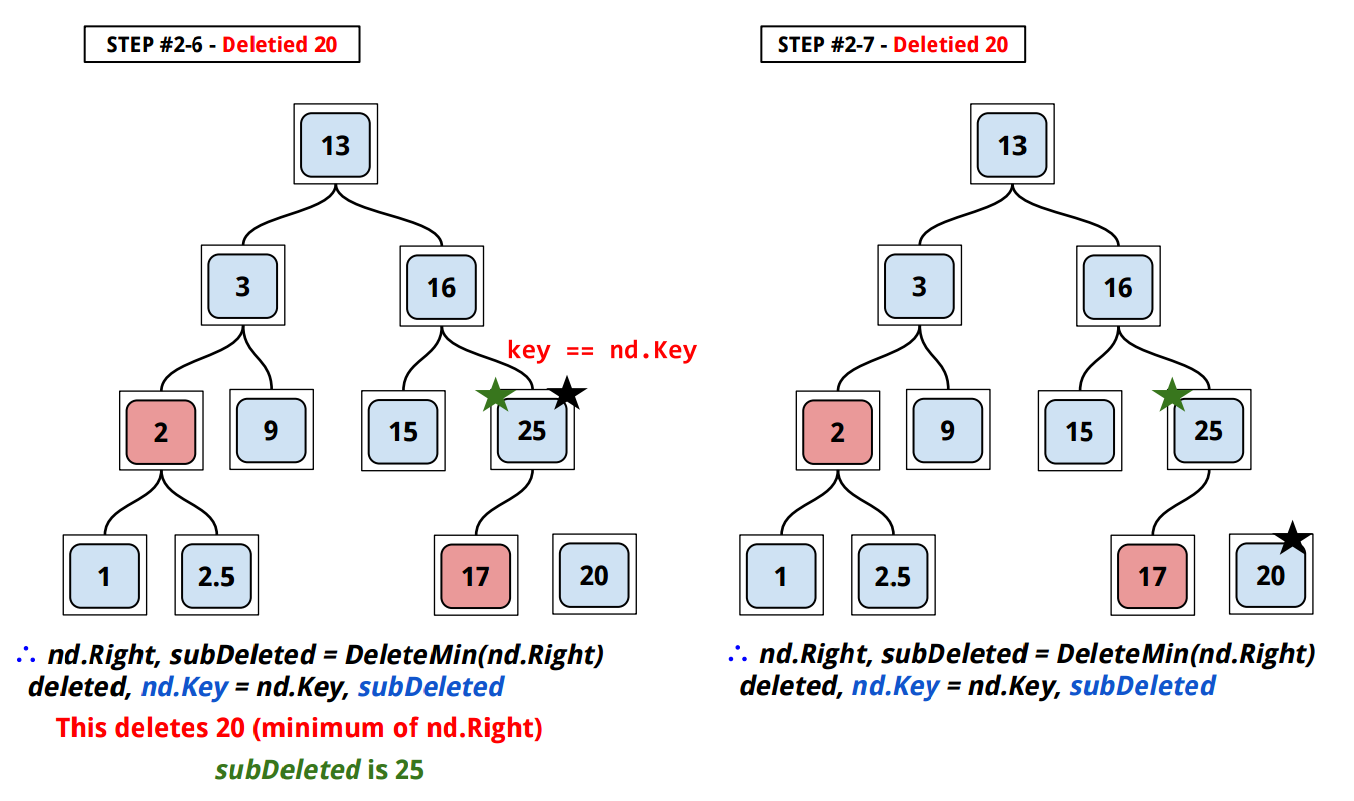 STEP #2-6 - Deletied 20
13
3
16
key == nd.Key
2
9
15
25
1
2.5
17
20
∴ nd.Right, subDeleted = DeleteMin(nd.Right)
deleted, nd.Key = nd.Key, subDeleted
This deletes 20 (minimum of nd.Right)
subDeleted is 25
STEP #2-7 - Deletied 20
13
3
16
2
9
15
25
1
2.5
17
20
∴ nd.Right, subDeleted = DeleteMin(nd.Right)
deleted, nd.Key = nd.Key, subDeleted